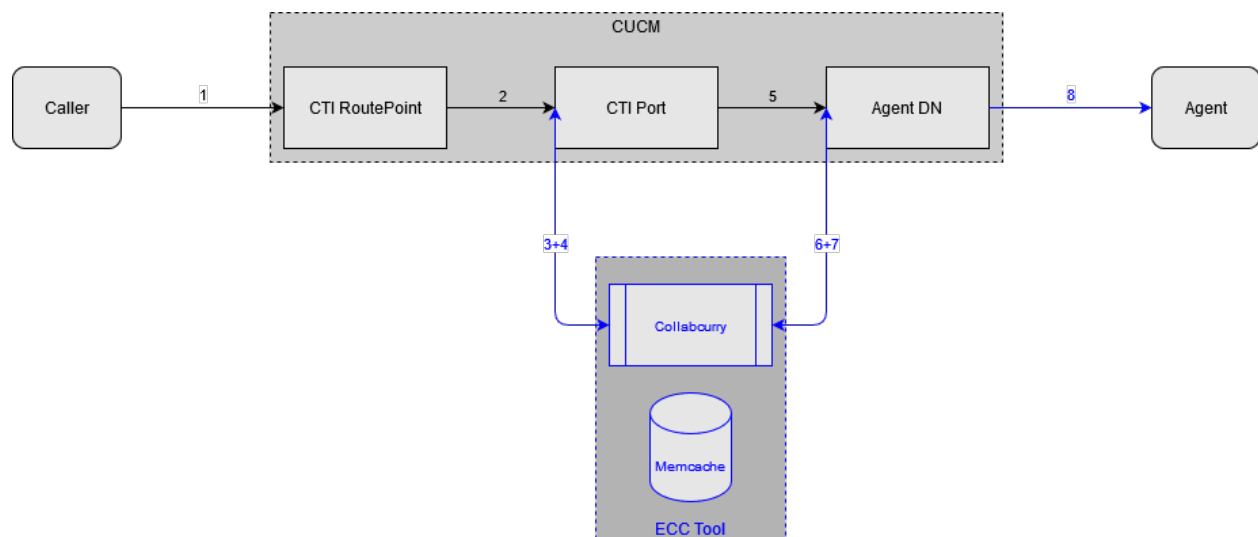 CUCM
Caller
1
CTI RoutePoint
2
CTI Port
5
Agent DN
8
Agent
3+4
6+7
Collabourry
Memcache
ECC Tool